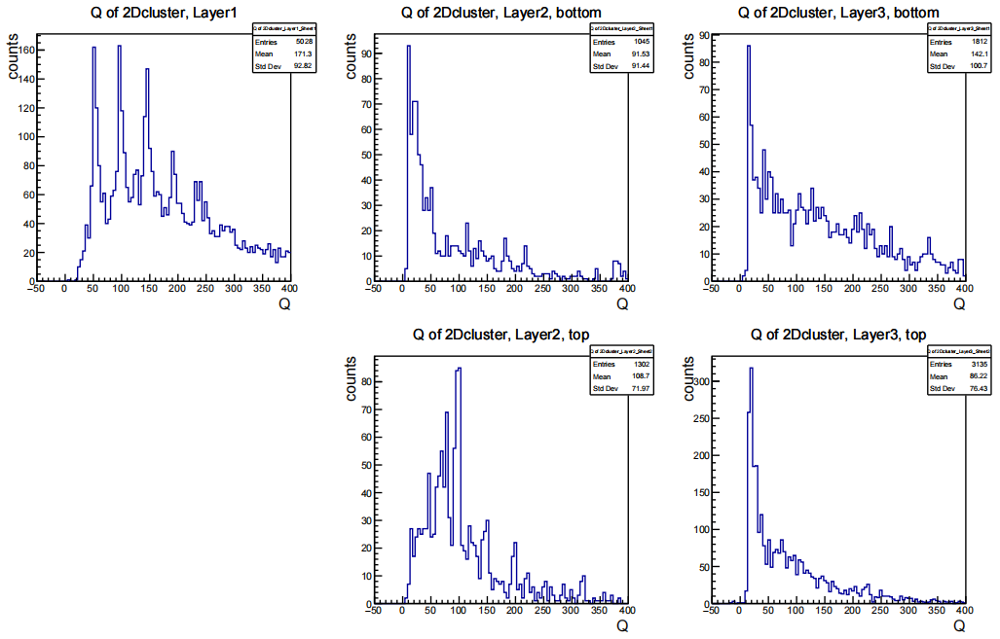 Q of 2Dcluster, Layer1
counts
Entries 5028
Mean 171.3
Std Dev 92.82
160
140
120
100
80
60
40
20
0
−50 0 50 100 150 200 250 300 350 400
Q
Q of 2Dcluster, Layer2, bottom
counts
Entries 1045
Mean 91.53
Std Dev 91.44
90
80
70
60
50
40
30
20
10
0
−50 0 50 100 150 200 250 300 350 400
Q
Q of 2Dcluster, Layer3, bottom
counts
Entries 1812
Mean 142.1
Std Dev 100.7
90
80
70
60
50
40
30
20
10
0
−50 0 50 100 150 200 250 300 350 400
Q
Q of 2Dcluster, Layer2, top
counts
Entries 1302
Mean 108.7
Std Dev 71.97
80
70
60
50
40
30
20
10
0
−50 0 50 100 150 200 250 300 350 400
Q
Q of 2Dcluster, Layer3, top
counts
Entries 3135
Mean 86.22
Std Dev 76.43
300
250
200
150
100
50
0
−50 0 50 100 150 200 250 300 350 400
Q